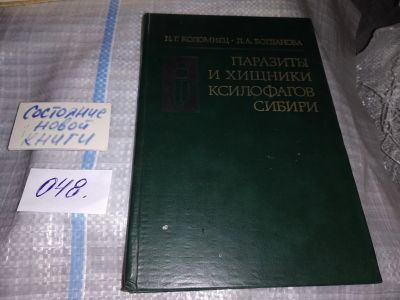 Н.Г. КОЛОМИЕЦ · Д.А. БОГДАНОВА
ПАРАЗИТЫ
И ХИЩНИКИ
КСИЛОФАГОВ
СИБИРИ
Состояние
новой
книги
048.